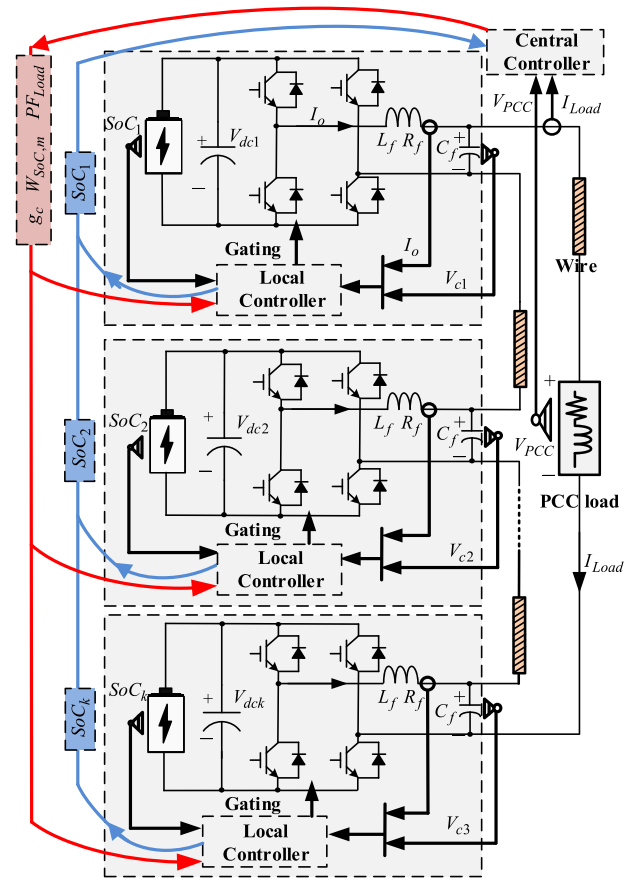 Central
Controller
V_PCC
I_Load
g_c W_SoC,m PF_Load
SoC_1
SoC_1
V_dc1
+
−
I_o
L_f R_f
C_f
+
−
Gating
Local
Controller
I_o
V_c1
Wire
SoC_2
SoC_2
V_dc2
+
−
L_f R_f
C_f
+
−
Gating
Local
Controller
V_c2
+
V_PCC
−
PCC load
I_Load
SoC_k
SoC_k
V_dck
+
−
L_f R_f
C_f
+
−
Gating
Local
Controller
V_c3